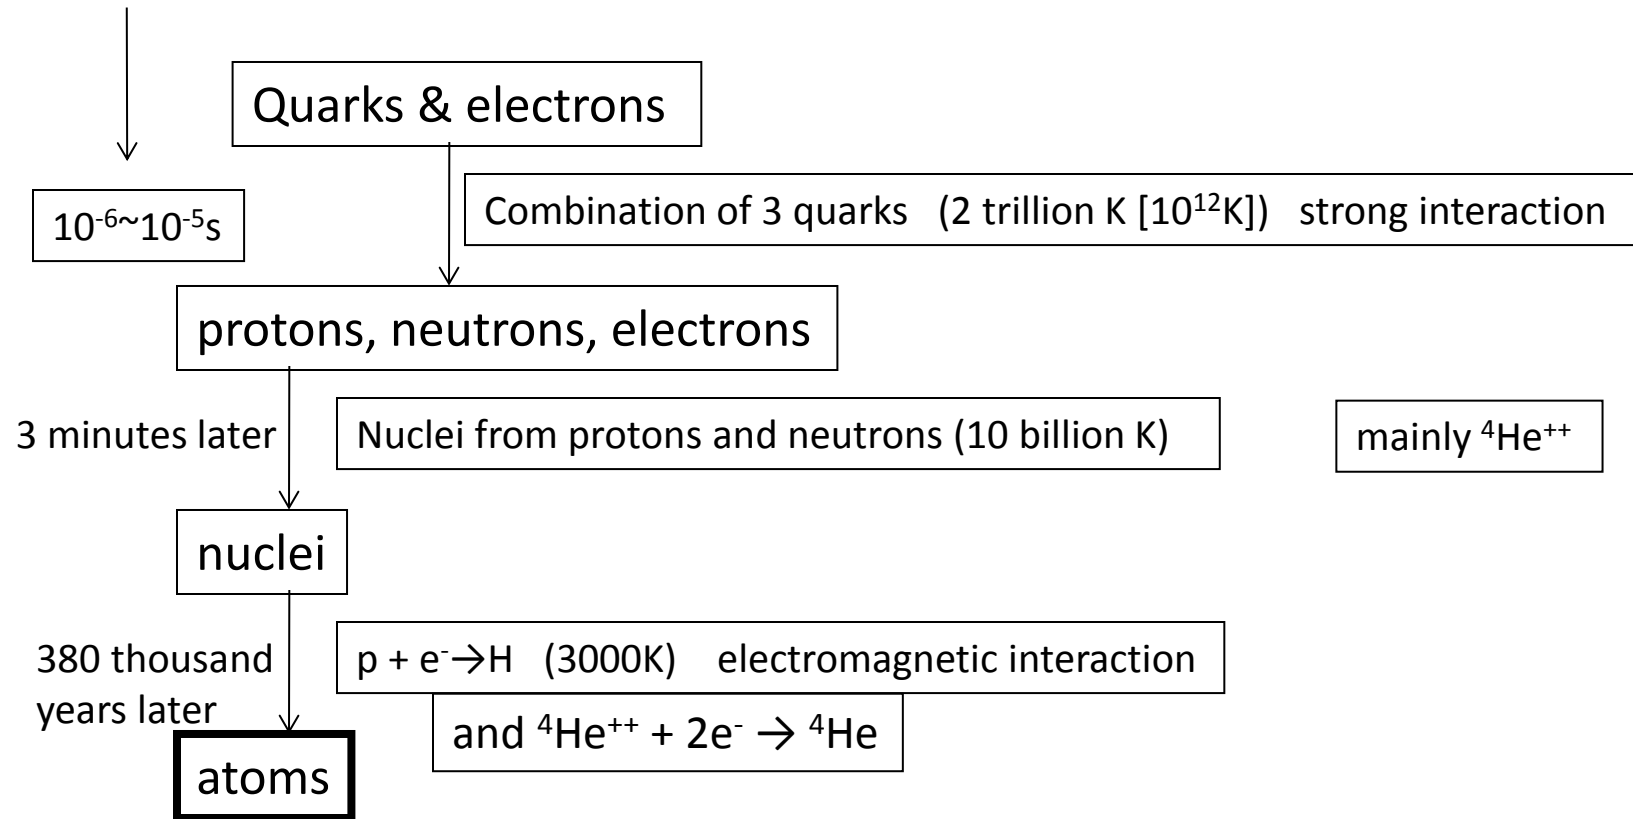 Quarks & electrons
10⁻⁶~10⁻⁵s
Combination of 3 quarks (2 trillion K [10¹²K]) strong interaction
protons, neutrons, electrons
3 minutes later
Nuclei from protons and neutrons (10 billion K)
mainly ⁴He⁺⁺
nuclei
380 thousand
years later
p + e⁻→H (3000K) electromagnetic interaction
and ⁴He⁺⁺ + 2e⁻ → ⁴He
atoms